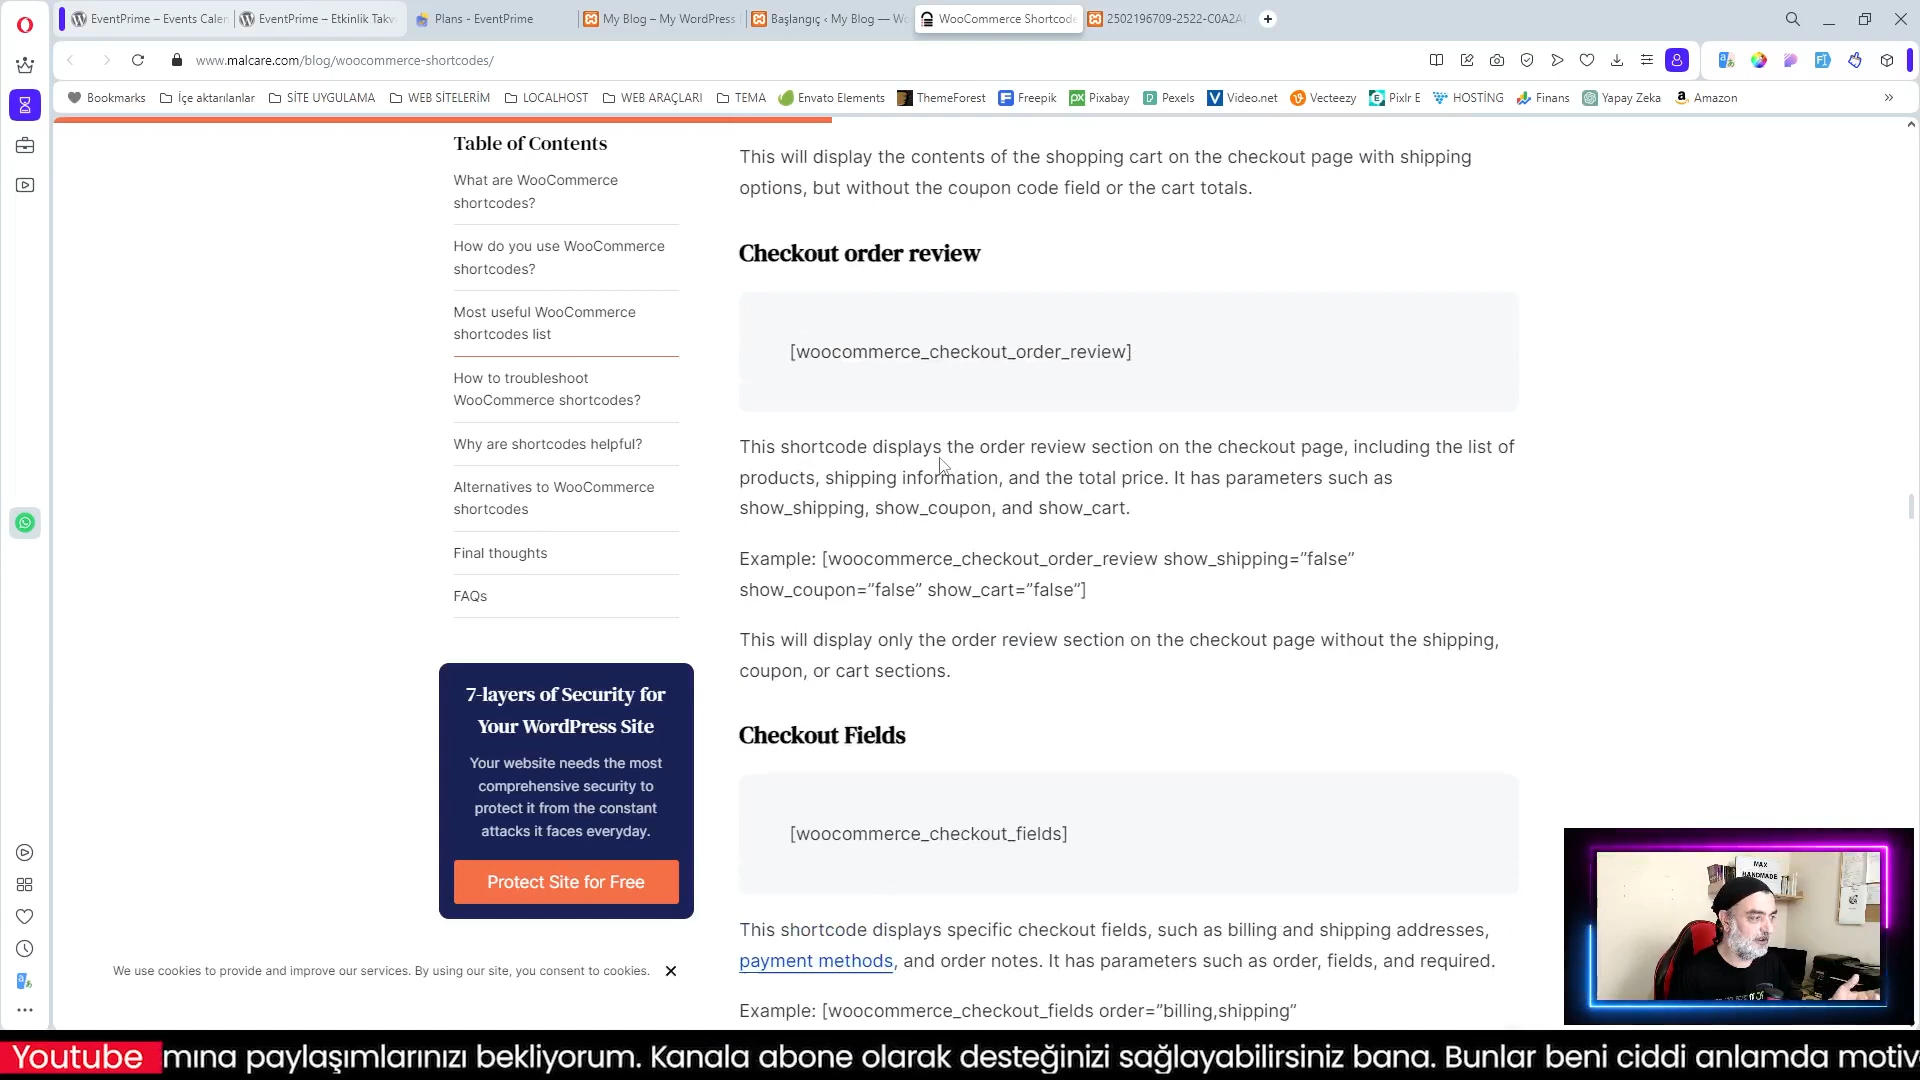 EventPrime – Events Calen
EventPrime – Etkinlik Takv
Plans - EventPrime
My Blog – My WordPress
Başlangıç ‹ My Blog — Wo
WooCommerce Shortcode
2502196709-2522-C0A2A
www.malcare.com/blog/woocommerce-shortcodes/
Bookmarks
İçe aktarılanlar
SİTE UYGULAMA
WEB SİTELERİM
LOCALHOST
WEB ARAÇLARI
TEMA
Envato Elements
ThemeForest
Freepik
Pixabay
Pexels
Video.net
Vecteezy
Pixlr E
HOSTİNG
Finans
Yapay Zeka
Amazon
Table of Contents
What are WooCommerce
shortcodes?
How do you use WooCommerce
shortcodes?
Most useful WooCommerce
shortcodes list
How to troubleshoot
WooCommerce shortcodes?
Why are shortcodes helpful?
Alternatives to WooCommerce
shortcodes
Final thoughts
FAQs
7-layers of Security for
Your WordPress Site
Your website needs the most
comprehensive security to
protect it from the constant
attacks it faces everyday.
Protect Site for Free
This will display the contents of the shopping cart on the checkout page with shipping
options, but without the coupon code field or the cart totals.
Checkout order review
[woocommerce_checkout_order_review]
This shortcode displays the order review section on the checkout page, including the list of
products, shipping information, and the total price. It has parameters such as
show_shipping, show_coupon, and show_cart.
Example: [woocommerce_checkout_order_review show_shipping=”false”
show_coupon=”false” show_cart=”false”]
This will display only the order review section on the checkout page without the shipping,
coupon, or cart sections.
Checkout Fields
[woocommerce_checkout_fields]
This shortcode displays specific checkout fields, such as billing and shipping addresses,
payment methods, and order notes. It has parameters such as order, fields, and required.
Example: [woocommerce_checkout_fields order=”billing,shipping”
We use cookies to provide and improve our services. By using our site, you consent to cookies.
MAX
HANDMADE
Youtube
mına paylaşımlarınızı bekliyorum. Kanala abone olarak desteğinizi sağlayabilirsiniz bana. Bunlar beni ciddi anlamda motiv